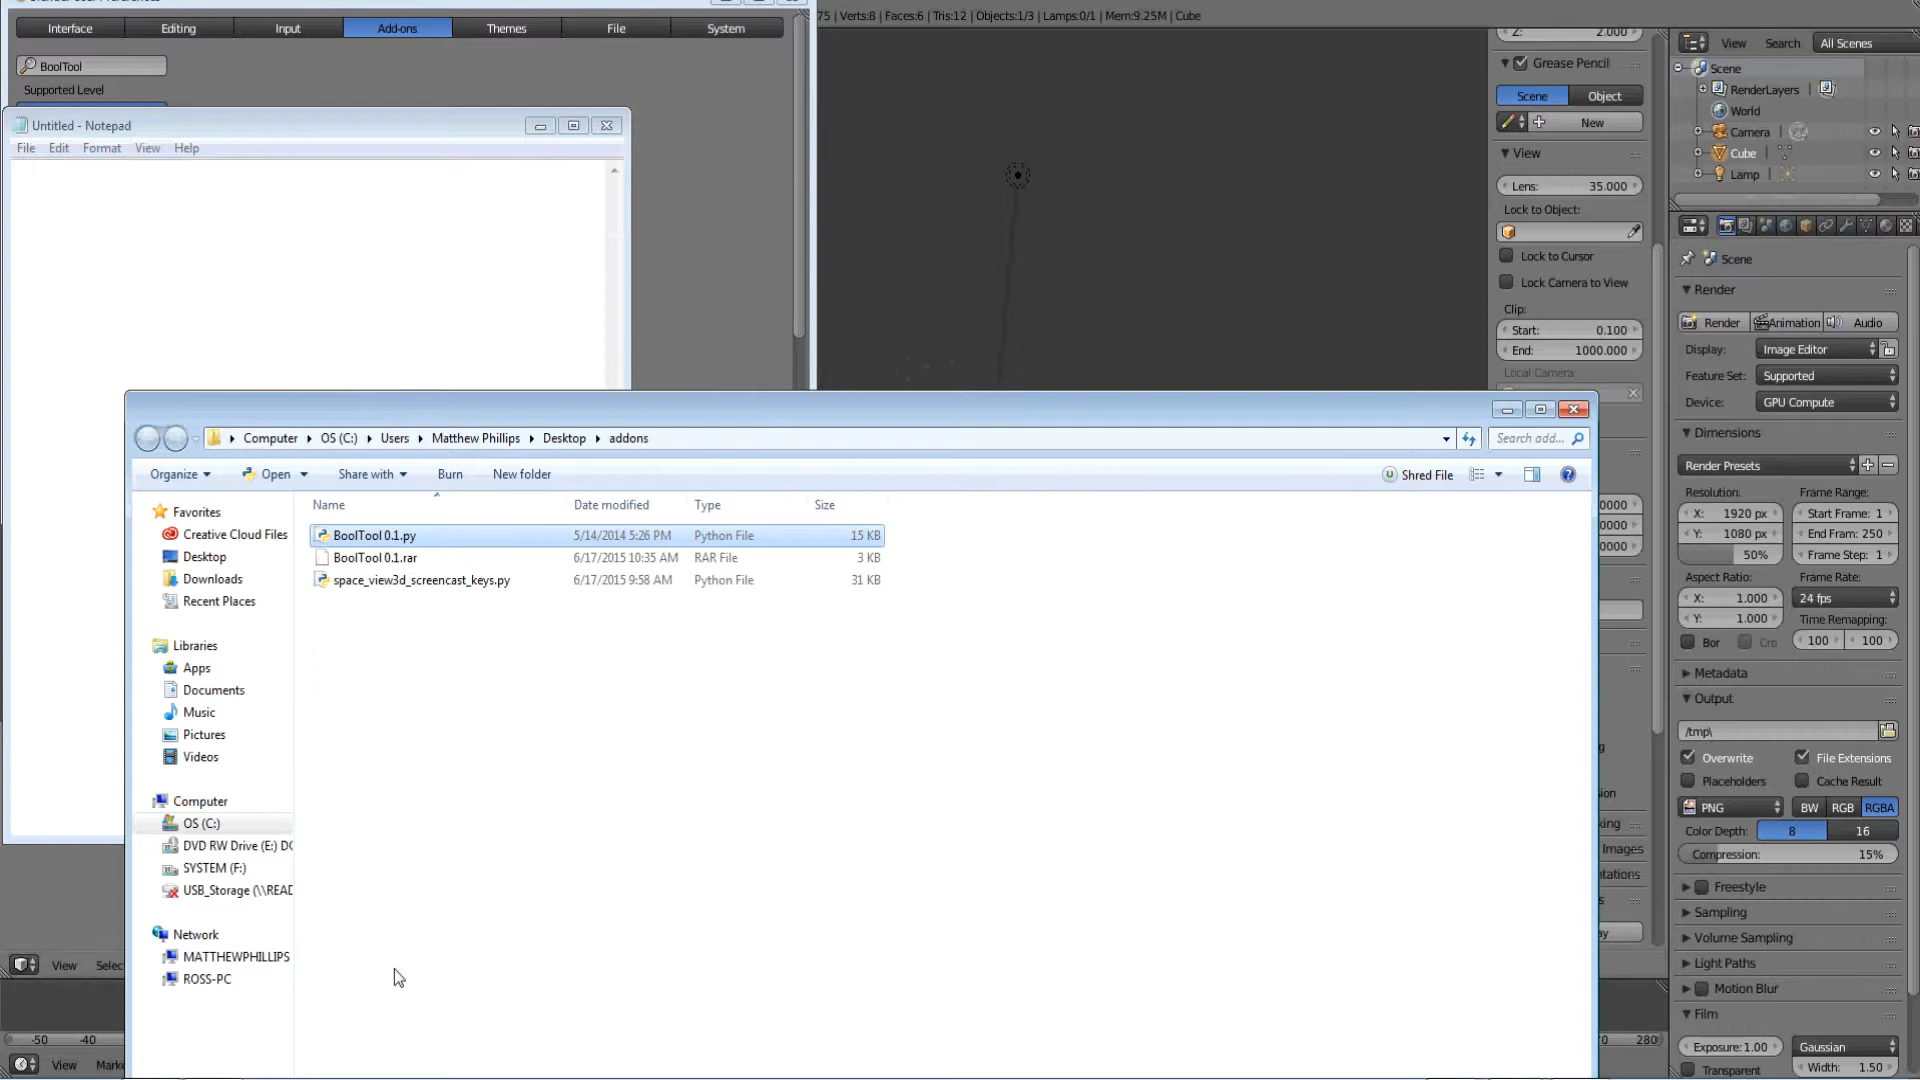 75 | Verts:8 | Faces:6 | Tris:12 | Objects:1/3 | Lamps:0/1 | Mem:9.25M | Cube
Interface Editing Input Add-ons Themes File System
BoolTool
Supported Level
Untitled - Notepad
File Edit Format View Help
Computer OS (C:) Users Matthew Phillips Desktop addons
Search add...
Organize Open Share with Burn New folder
Shred File
Name Date modified Type Size
BoolTool 0.1.py 5/14/2014 5:26 PM Python File 15 KB
BoolTool 0.1.rar 6/17/2015 10:35 AM RAR File 3 KB
space_view3d_screencast_keys.py 6/17/2015 9:58 AM Python File 31 KB
Favorites
Creative Cloud Files
Desktop
Downloads
Recent Places
Libraries
Apps
Documents
Music
Pictures
Videos
Computer
OS (C:)
DVD RW Drive (E:) DC
SYSTEM (F:)
USB_Storage (\\READ
Network
MATTHEWPHILLIPS
ROSS-PC
View Selec
-50 -40
View Marke
Z: 2.000
Grease Pencil
Scene Object
New
View
Lens: 35.000
Lock to Object:
Lock to Cursor
Lock Camera to View
Clip:
Start: 0.100
End: 1000.000
Local Camera:
0000
0000
0000
280
View Search All Scenes
Scene
RenderLayers
World
Camera
Cube
Lamp
Scene
Render
Render Animation Audio
Display: Image Editor
Feature Set: Supported
Device: GPU Compute
Dimensions
Render Presets
Resolution: Frame Range:
X: 1920 px Start Frame: 1
Y: 1080 px End Fram: 250
50% Frame Step: 1
Aspect Ratio: Frame Rate:
X: 1.000 24 fps
Y: 1.000 Time Remapping:
Bor Cro 100 100
Metadata
Output
/tmp\
Overwrite File Extensions
Placeholders Cache Result
PNG BW RGB RGBA
Color Depth: 8 16
Compression: 15%
Freestyle
Sampling
Volume Sampling
Light Paths
Motion Blur
Film
Exposure:1.00 Gaussian
Transparent Width: 1.50